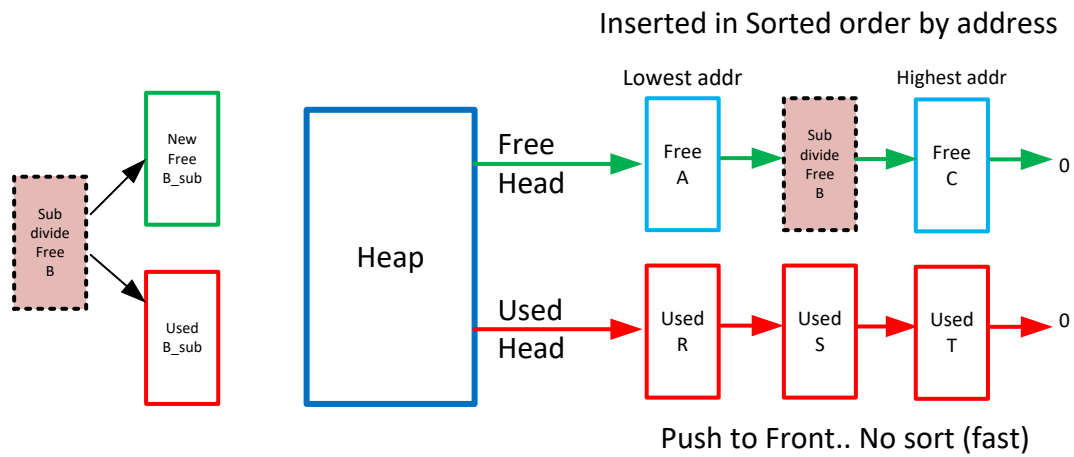 Inserted in Sorted order by address
Lowest addr
Highest addr
New
Free
B_sub
Sub
divide
Free
B
Used
B_sub
Heap
Free
Head
Free
A
Sub
divide
Free
B
Free
C
0
Used
Head
Used
R
Used
S
Used
T
0
Push to Front.. No sort (fast)